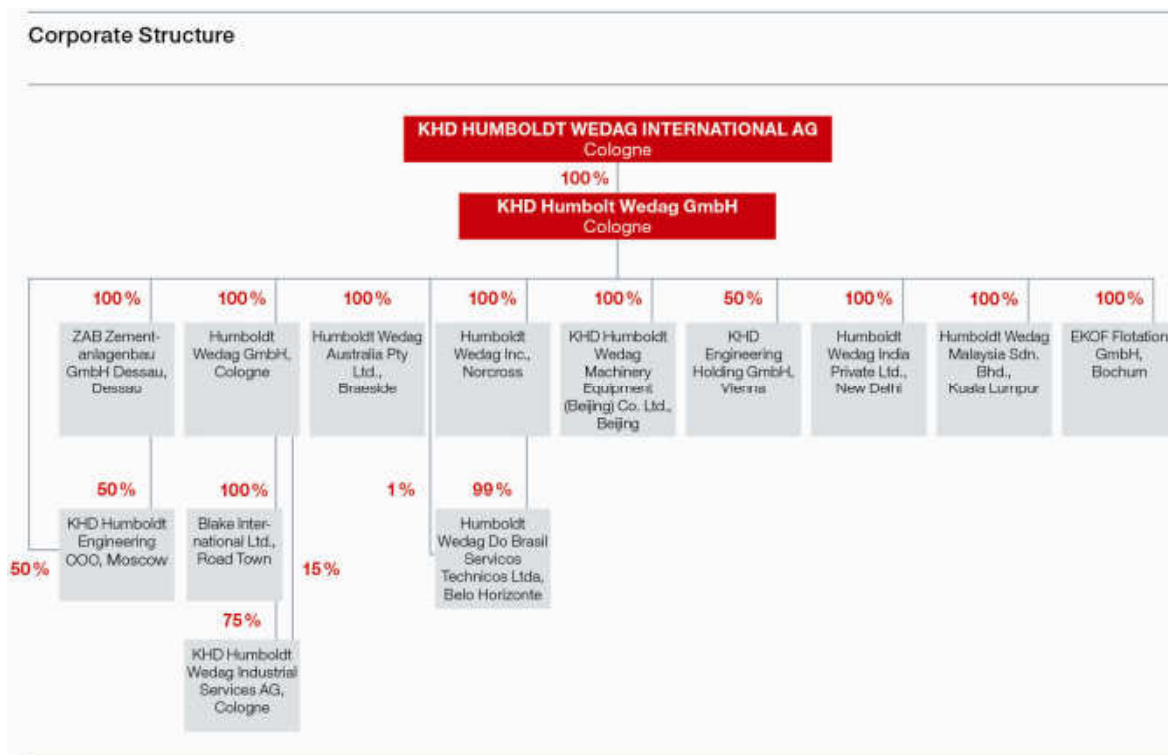 Corporate Structure
KHD HUMBOLDT WEDAG INTERNATIONAL AG
Cologne
100%
KHD Humbolt Wedag GmbH
Cologne
100%
ZAB Zement-
anlagenbau
GmbH Dessau,
Dessau
100%
Humboldt
Wedag GmbH,
Cologne
100%
Humboldt Wedag
Australia Pty
Ltd.,
Braeside
100%
Humboldt
Wedag Inc.,
Norcross
100%
KHD Humboldt
Wedag
Machinery
Equipment
(Beijing) Co. Ltd.,
Beijing
50%
KHD
Engineering
Holding GmbH,
Vienna
100%
Humboldt
Wedag India
Private Ltd.,
New Delhi
100%
Humboldt Wedag
Malaysia Sdn.
Bhd.,
Kuala Lumpur
100%
EKOF Flotation
GmbH,
Bochum
50%
KHD Humboldt
Engineering
OOO, Moscow
50%
100%
Blake Inter-
national Ltd.,
Road Town
15%
1%
99%
Humboldt
Wedag Do Brasil
Servicos
Technicos Ltda,
Belo Horizonte
75%
KHD Humboldt
Wedag Industrial
Services AG,
Cologne